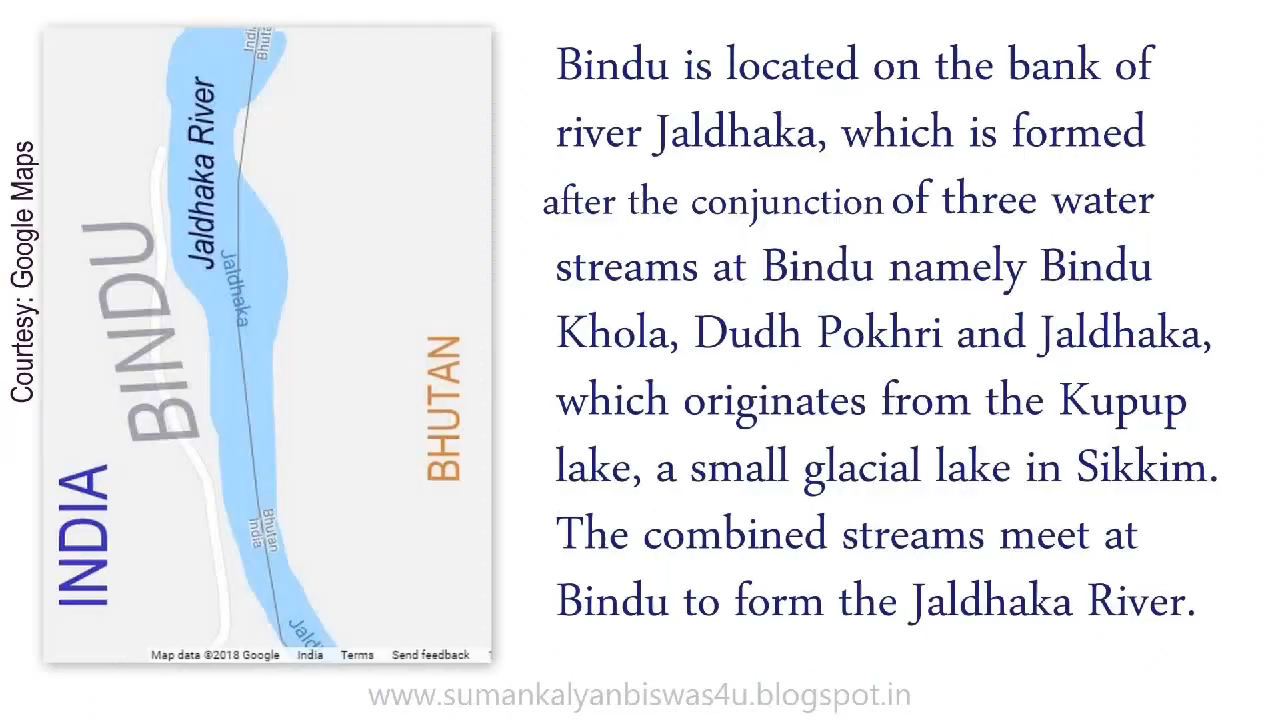 Courtesy: Google Maps
India
Bhutan
Jaldhaka River
Jaldhaka
BINDU
INDIA
BHUTAN
Bhutan
India
Map data ©2018 Google India Terms Send feedback
Bindu is located on the bank of
river Jaldhaka, which is formed
after the conjunction of three water
streams at Bindu namely Bindu
Khola, Dudh Pokhri and Jaldhaka,
which originates from the Kupup
lake, a small glacial lake in Sikkim.
The combined streams meet at
Bindu to form the Jaldhaka River.
www.sumankalyanbiswas4u.blogspot.in